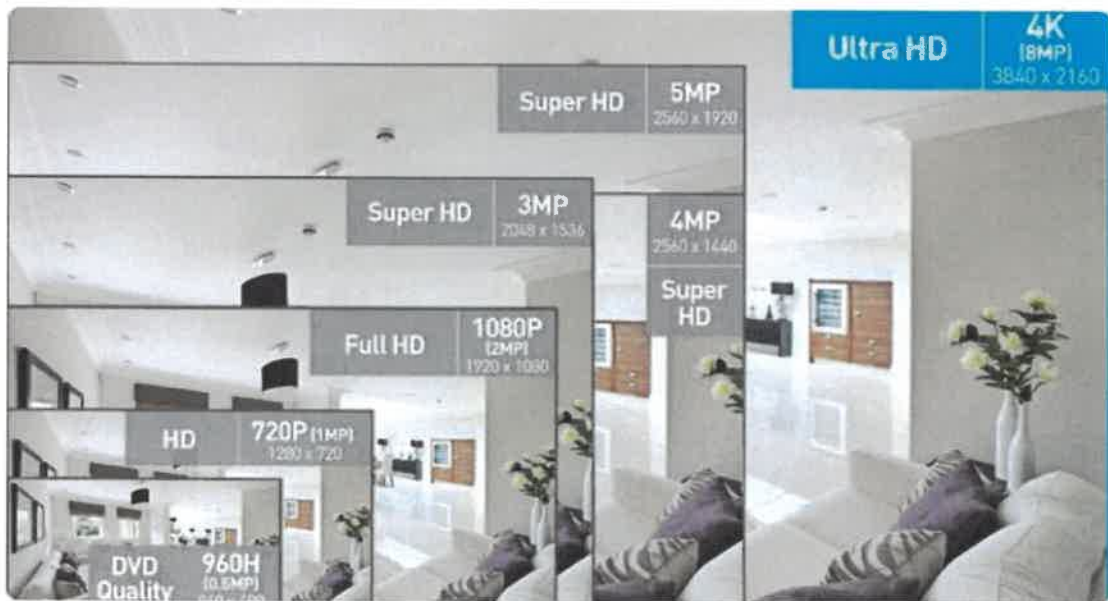 Ultra HD
4K
(8MP)
3840 x 2160
Super HD
5MP
2560 x 1920
Super HD
3MP
2048 x 1536
4MP
2560 x 1440
Super
HD
Full HD
1080P
(2MP)
1920 x 1080
HD
720P (1MP)
1280 x 720
DVD
Quality
960H
(0.5MP)